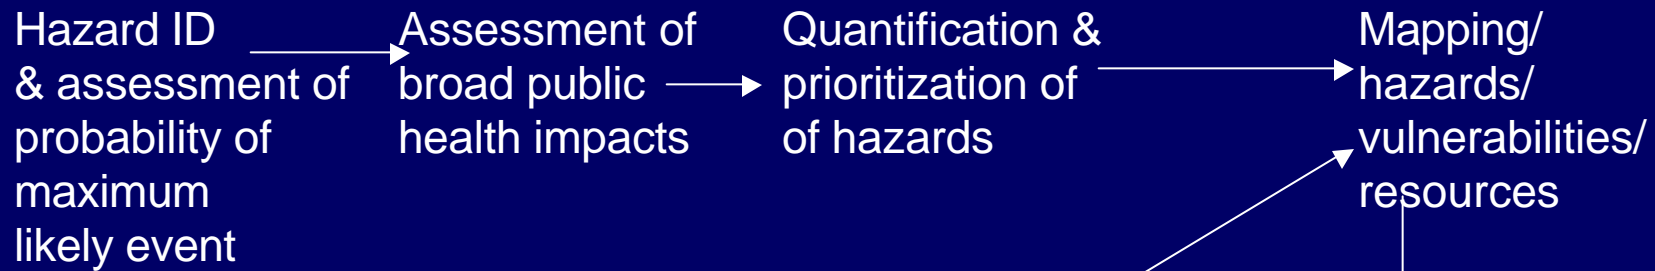 Hazard ID
& assessment of
probability of
maximum
likely event
Assessment of
broad public
health impacts
Quantification &
prioritization of
of hazards
Mapping/
hazards/
vulnerabilities/
resources